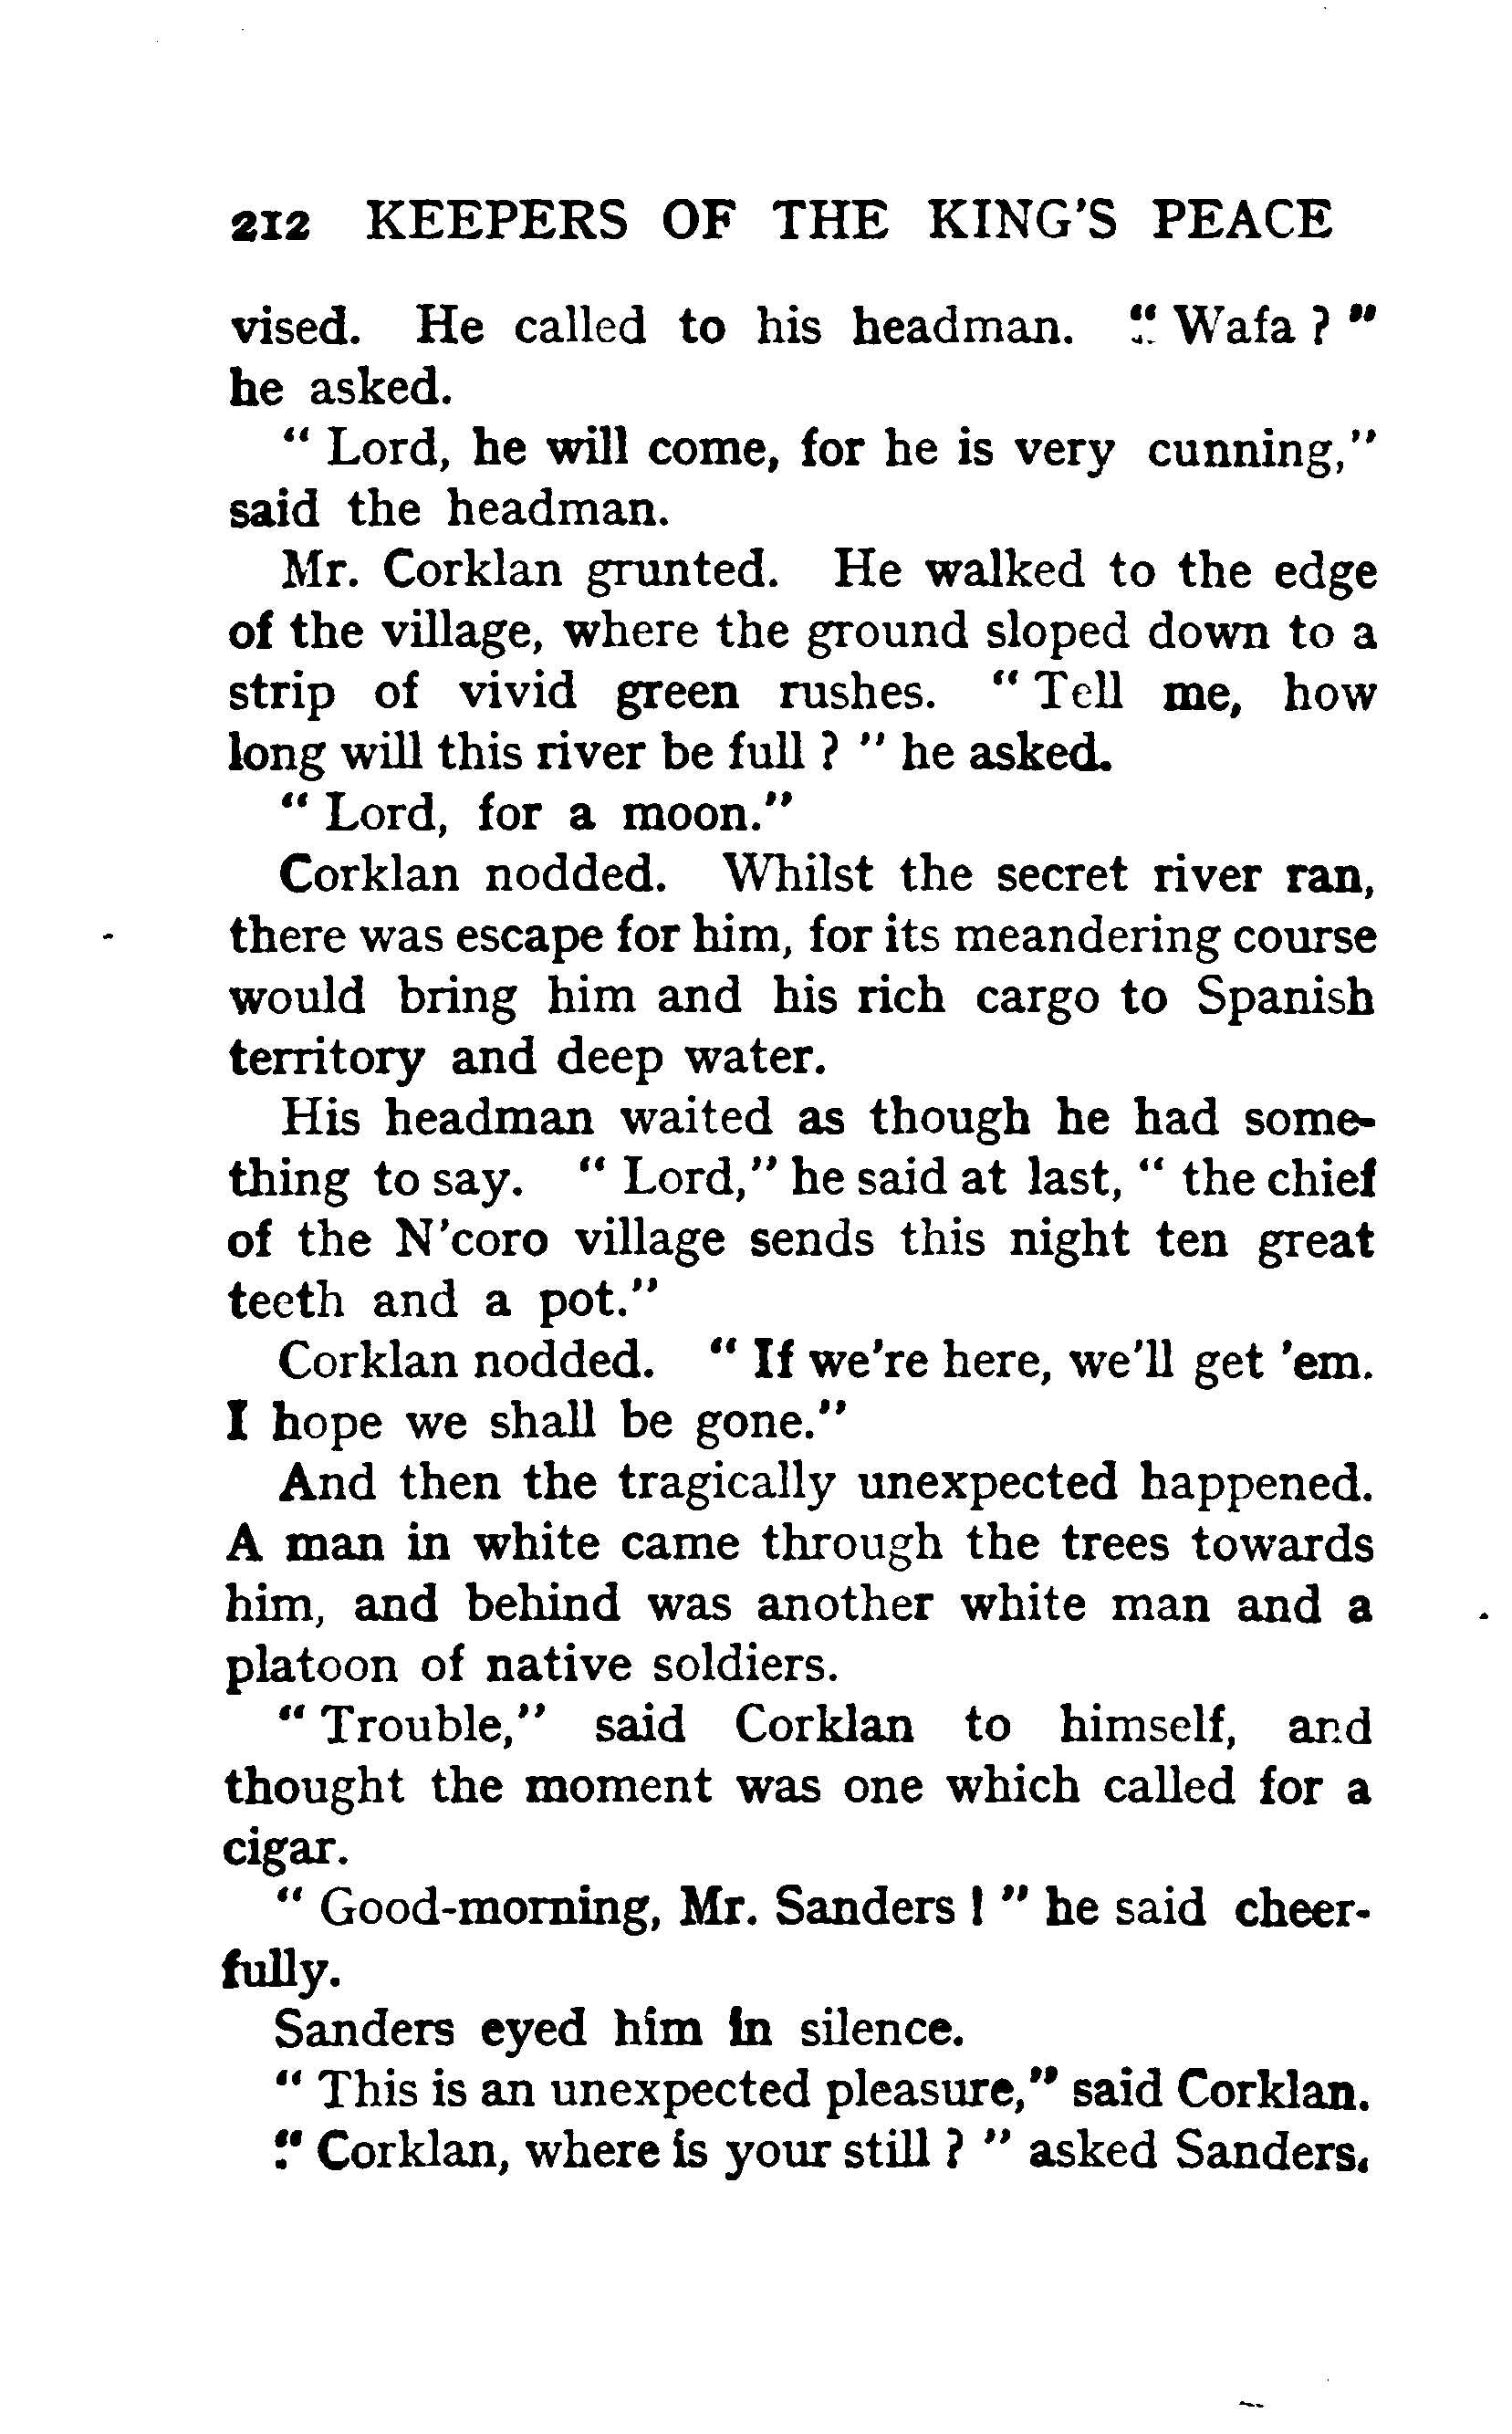 212 KEEPERS OF THE KING'S PEACE
vised. He called to his headman. " Wafa ? "
he asked.
" Lord, he will come, for he is very cunning,"
said the headman.
Mr. Corklan grunted. He walked to the edge
of the village, where the ground sloped down to a
strip of vivid green rushes. " Tell me, how
long will this river be full ? " he asked.
" Lord, for a moon."
Corklan nodded. Whilst the secret river ran,
there was escape for him, for its meandering course
would bring him and his rich cargo to Spanish
territory and deep water.
His headman waited as though he had some-
thing to say. " Lord," he said at last, " the chief
of the N'coro village sends this night ten great
teeth and a pot."
Corklan nodded. " If we're here, we'll get 'em.
I hope we shall be gone."
And then the tragically unexpected happened.
A man in white came through the trees towards
him, and behind was another white man and a
platoon of native soldiers.
" Trouble," said Corklan to himself, and
thought the moment was one which called for a
cigar.
" Good-morning, Mr. Sanders ! " he said cheer-
fully.
Sanders eyed him in silence.
" This is an unexpected pleasure," said Corklan.
" Corklan, where is your still ? " asked Sanders.